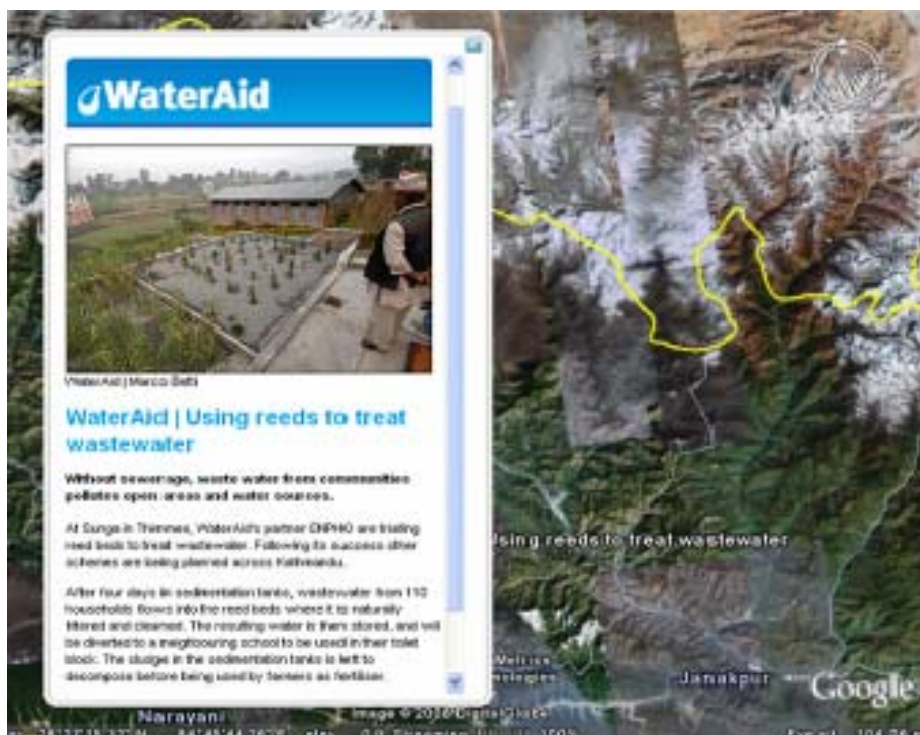 WaterAid
WaterAid | Marco Betti
WaterAid | Using reeds to treat
wastewater
Without sewerage, waste water from communities
pollutes open areas and water sources.
At Sunga in Thimmee, WaterAid's partner ENPHO are trialing
reed beds to treat wastewater. Following its success other
schemes are being planned across Kathmandu.
After four days in sedimentation tanks, wastewater from 110
households flows into the reed beds where it is naturally
filtered and cleaned. The resulting water is then stored, and will
be diverted to a neighbouring school to be used in their toilet
block. The sludge in the sedimentation tanks is left to
decompose before being used by farmers as fertiliser.
Using reeds to treat wastewater
Janakpur
Google
Narayani
Image © 2008 DigitalGlobe